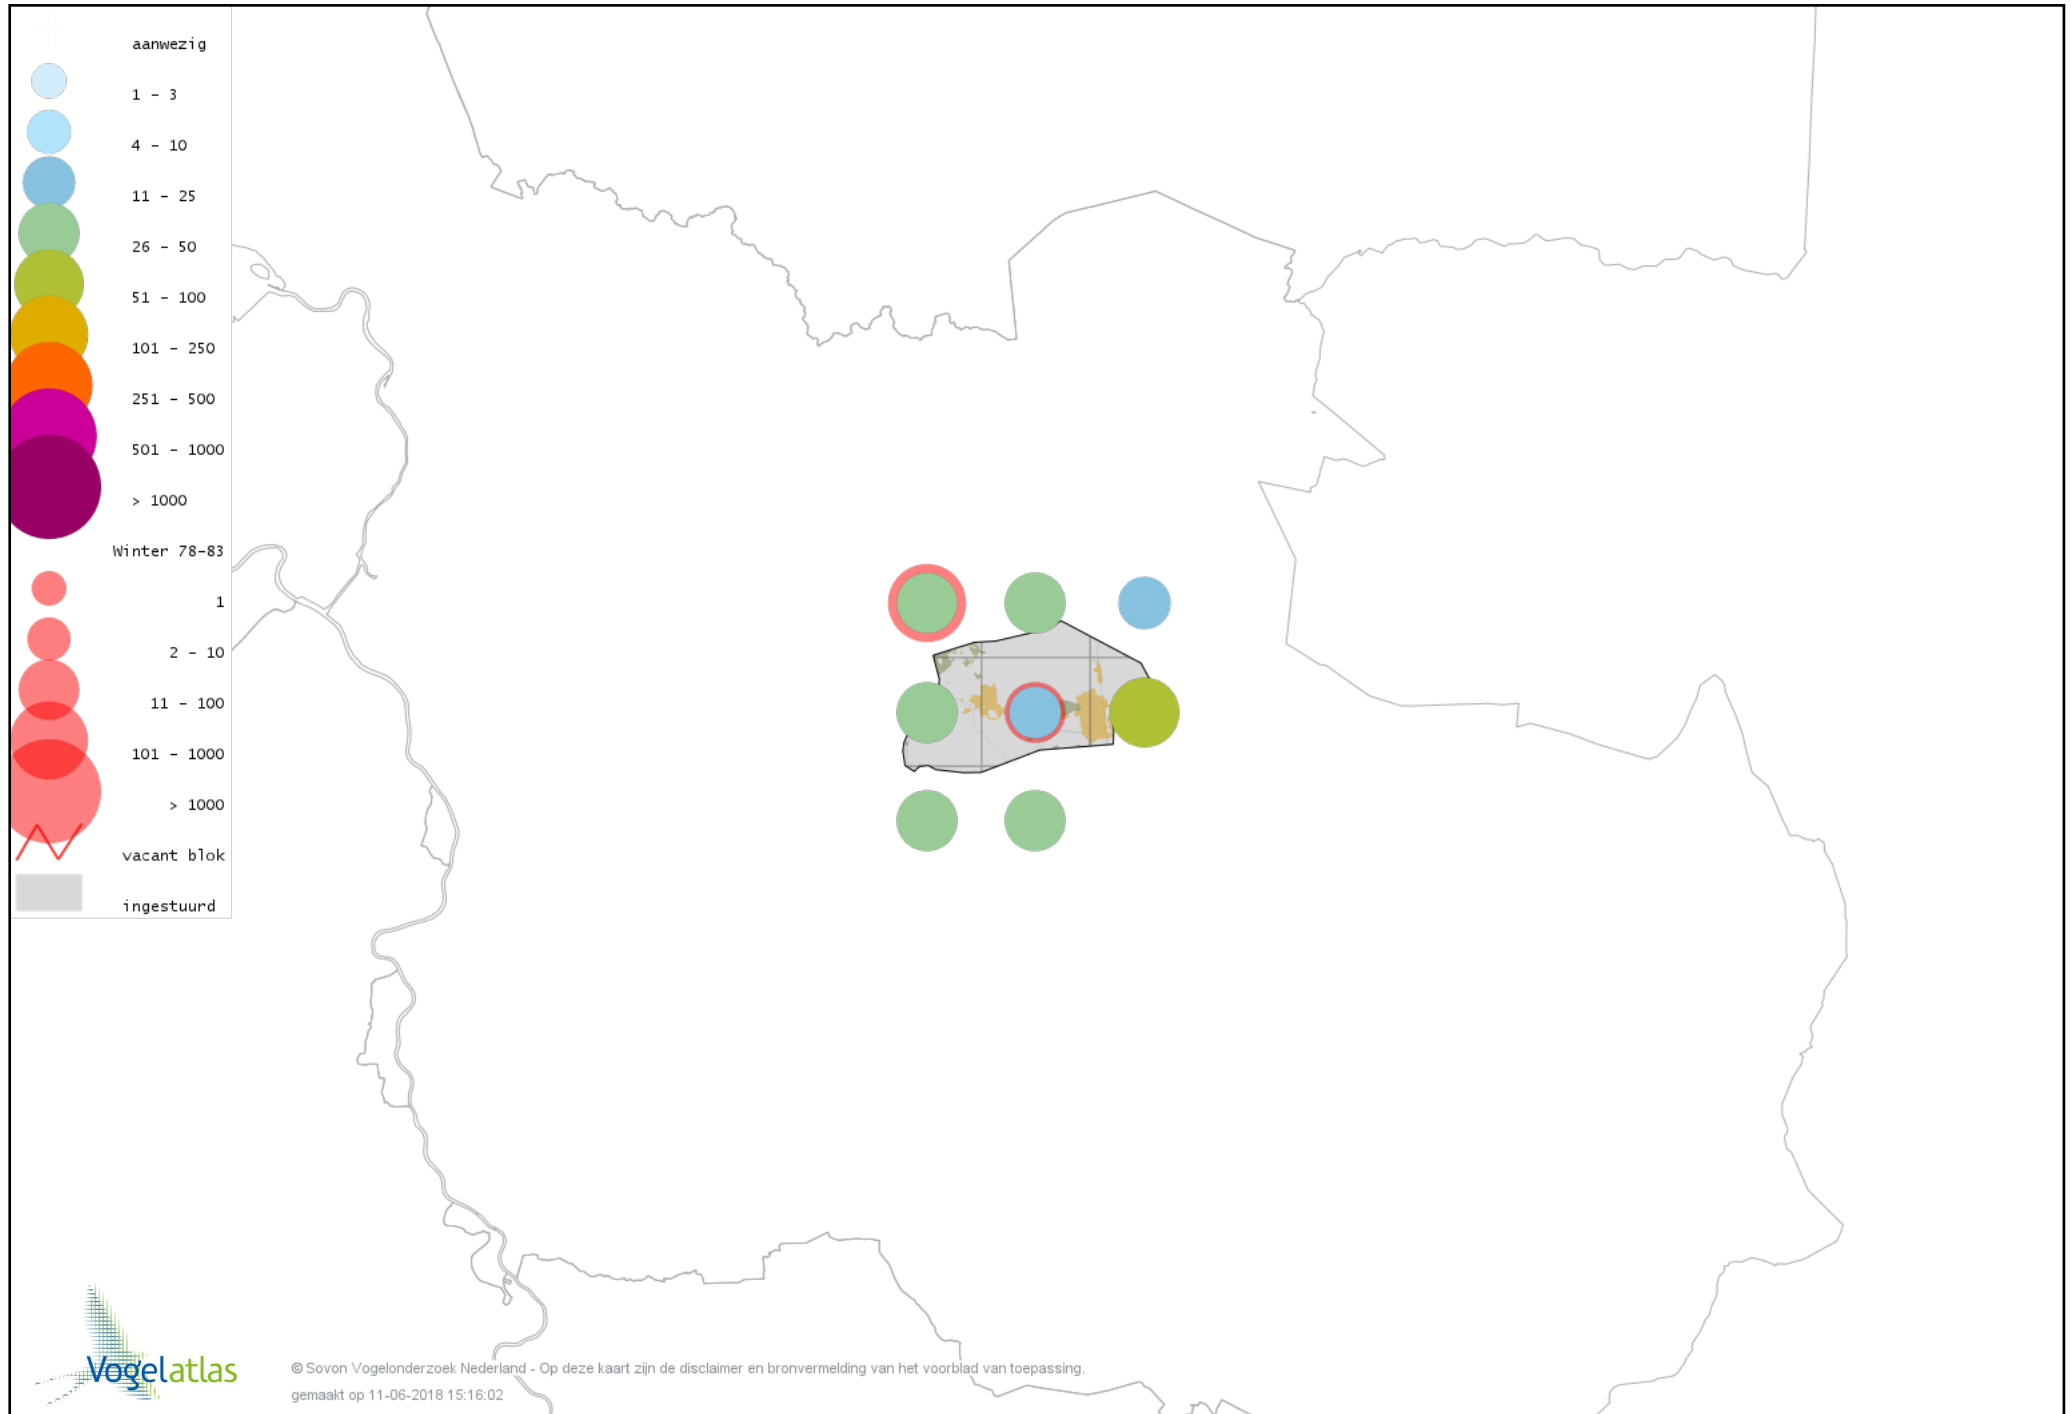 aanwezig
1 - 3
4 - 10
11 - 25
26 - 50
51 - 100
101 - 250
251 - 500
501 - 1000
> 1000
Winter 78-83
1
2 - 10
11 - 100
101 - 1000
> 1000
vacant blok
ingestuurd
Vogelatlas
© Sovon Vogelonderzoek Nederland - Op deze kaart zijn de disclaimer en bronvermelding van het voorblad van toepassing.
gemaakt op 11-06-2018 15:16:02